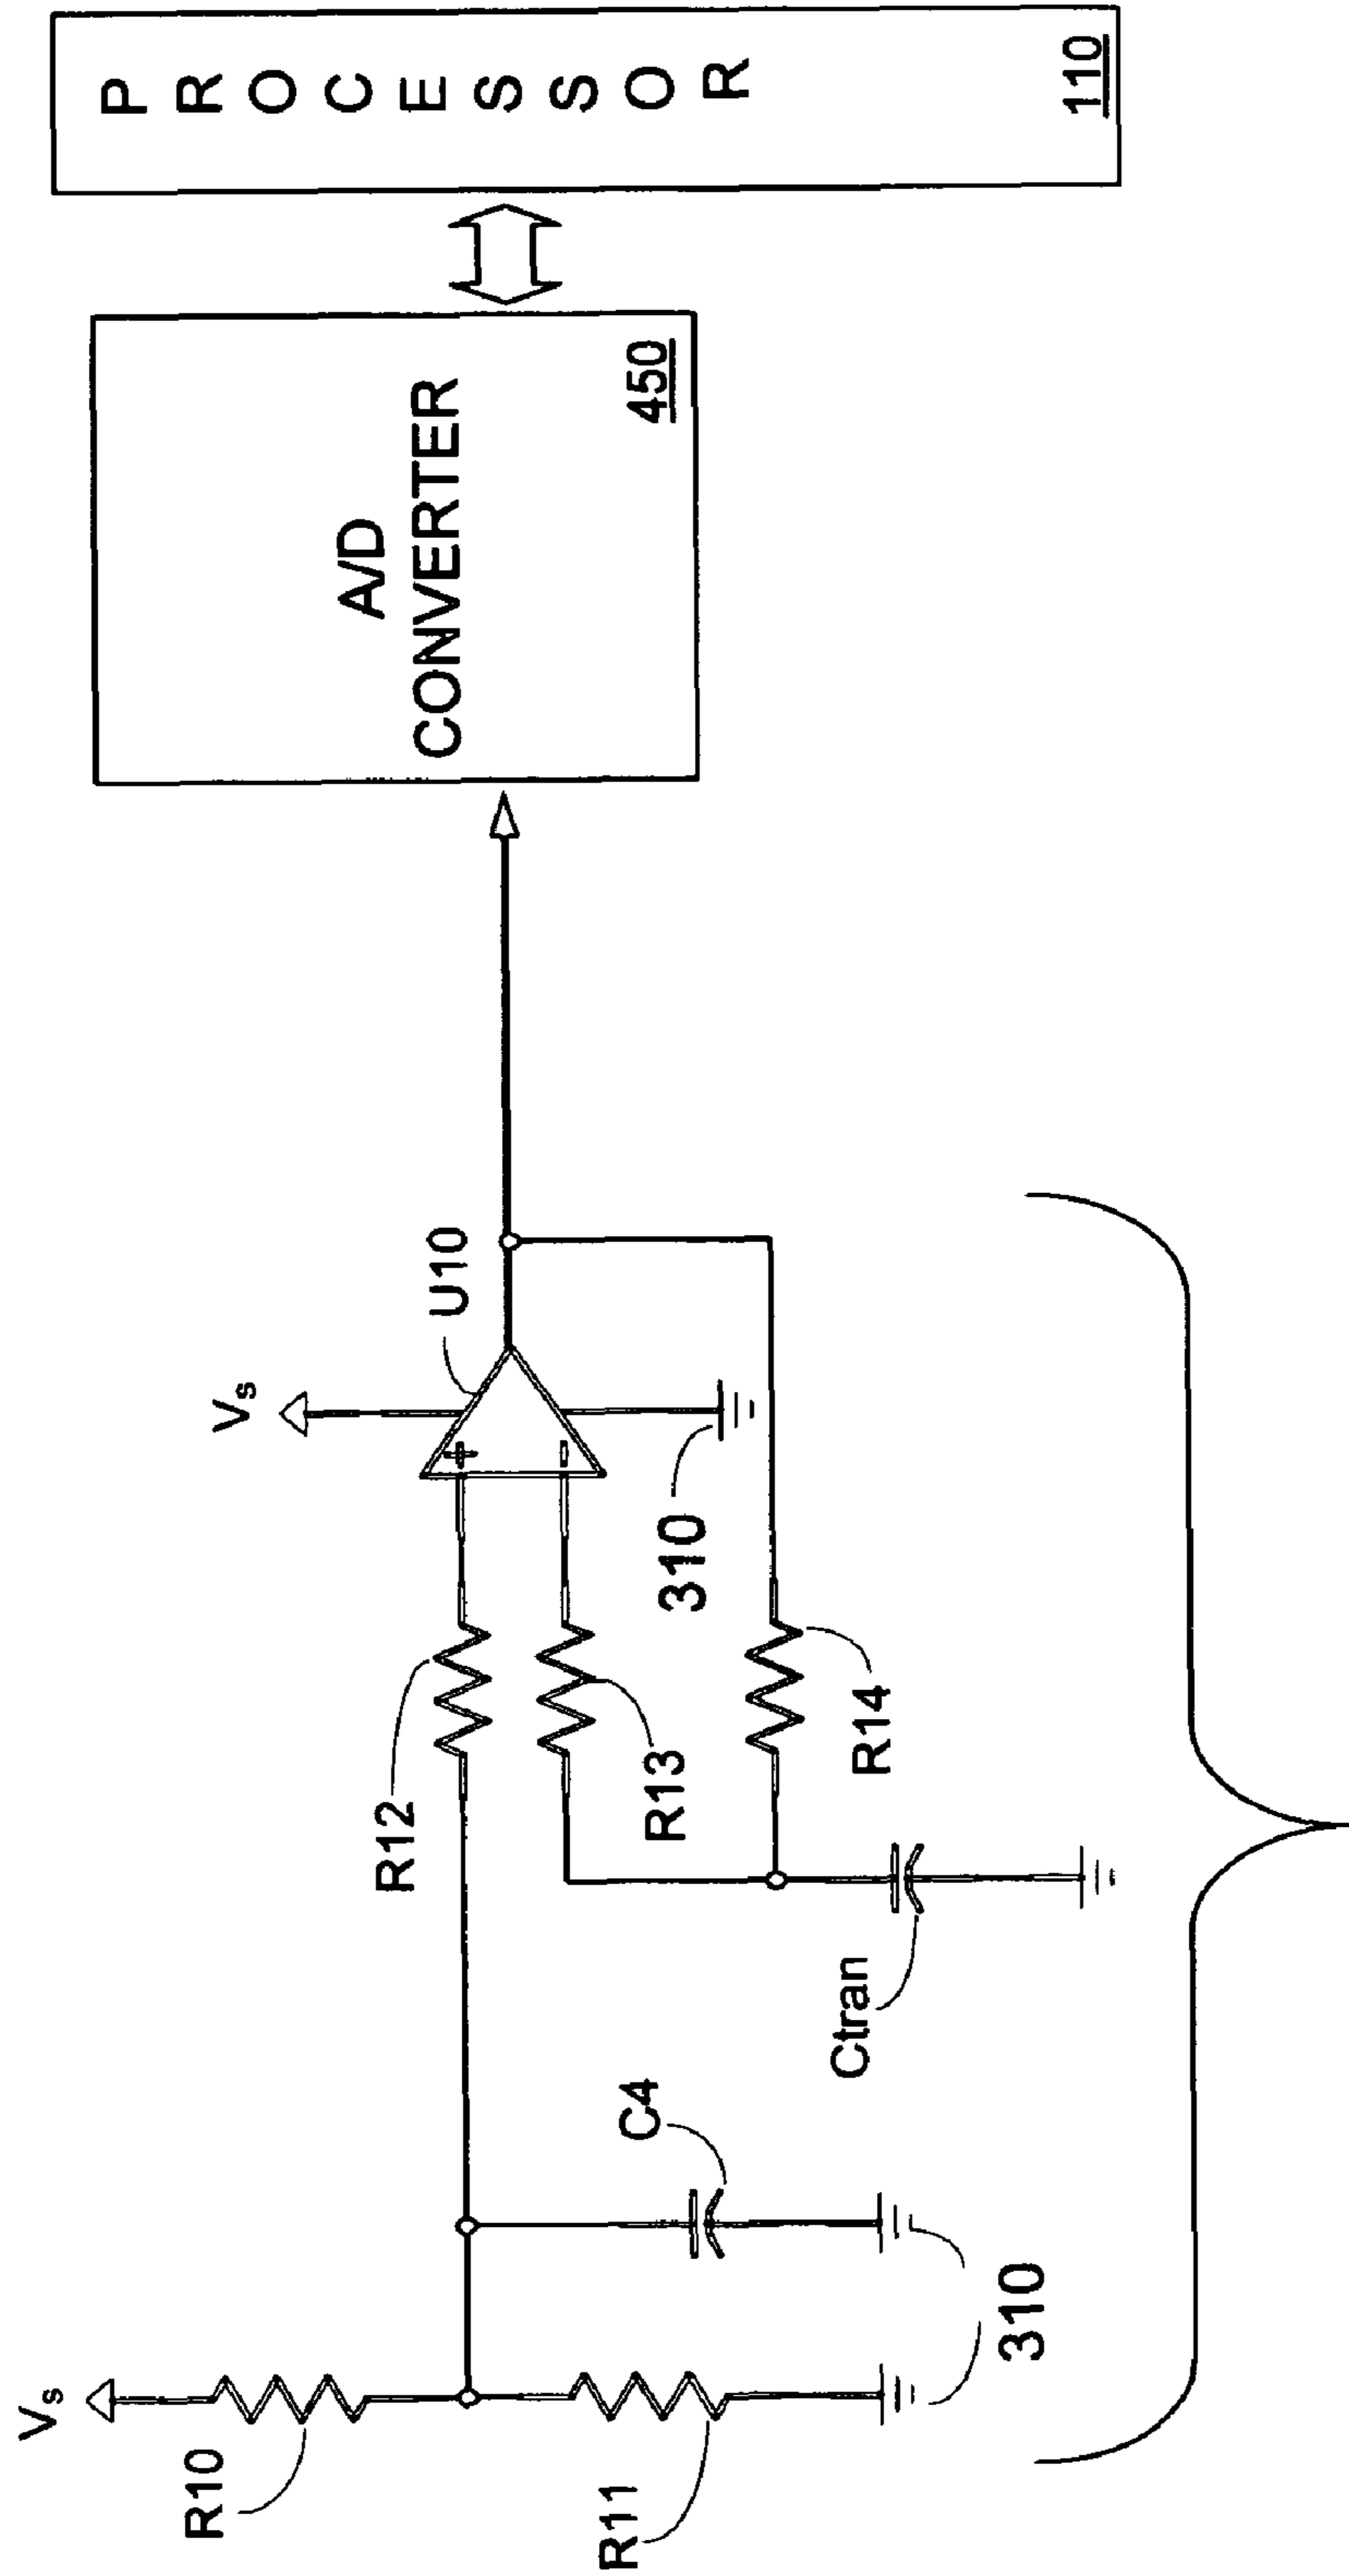 Vs
R10
R11
310
C4
Ctran
R12
R13
R14
310
Vs
U10
A/D
CONVERTER
450
PROCESSOR
110